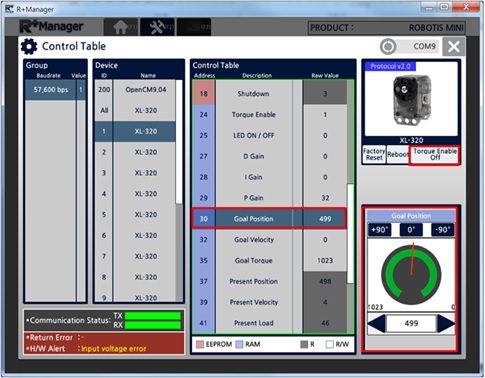 R+Manager
R+Manager
PRODUCT : ROBOTIS MINI
Control Table
COM9
Group
Baudrate Value
57,600 bps 1
Device
ID Name
200 OpenCM9.04
All XL-320
1 XL-320
2 XL-320
3 XL-320
4 XL-320
5 XL-320
6 XL-320
7 XL-320
8 XL-320
9 XL-320
Control Table
Address Description Raw Value
18 Shutdown 3
24 Torque Enable 1
25 LED ON / OFF 0
27 D Gain 0
28 I Gain 0
29 P Gain 32
30 Goal Position 499
32 Goal Velocity 0
35 Goal Torque 1023
37 Present Position 498
39 Present Velocity 4
41 Present Load 46
EEPROM RAM R R/W
Protocol v2.0
XL-320
Factory Reset
Reboot
Torque Enable
Off
Goal Position
+90° 0° -90°
1023 0
499
•Communication Status: TX
RX
•Return Error : -
•H/W Alert : Input voltage error